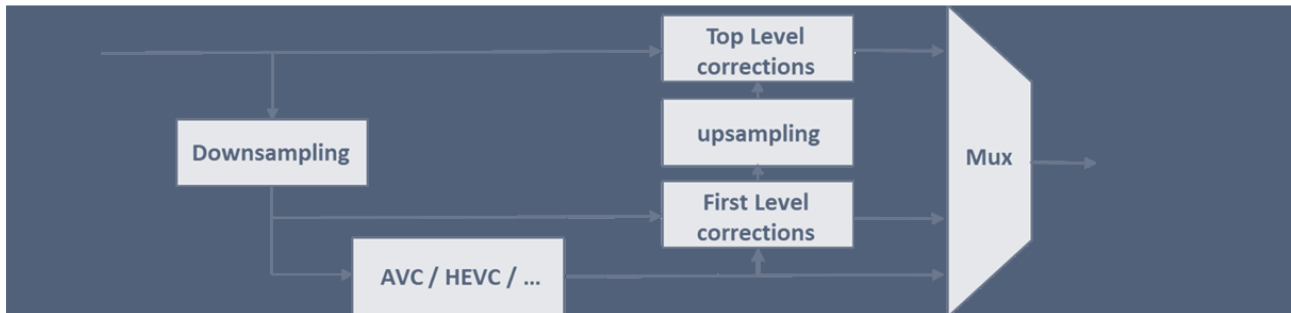 Top Level
corrections
upsampling
Downsampling
Mux
First Level
corrections
AVC / HEVC / ...